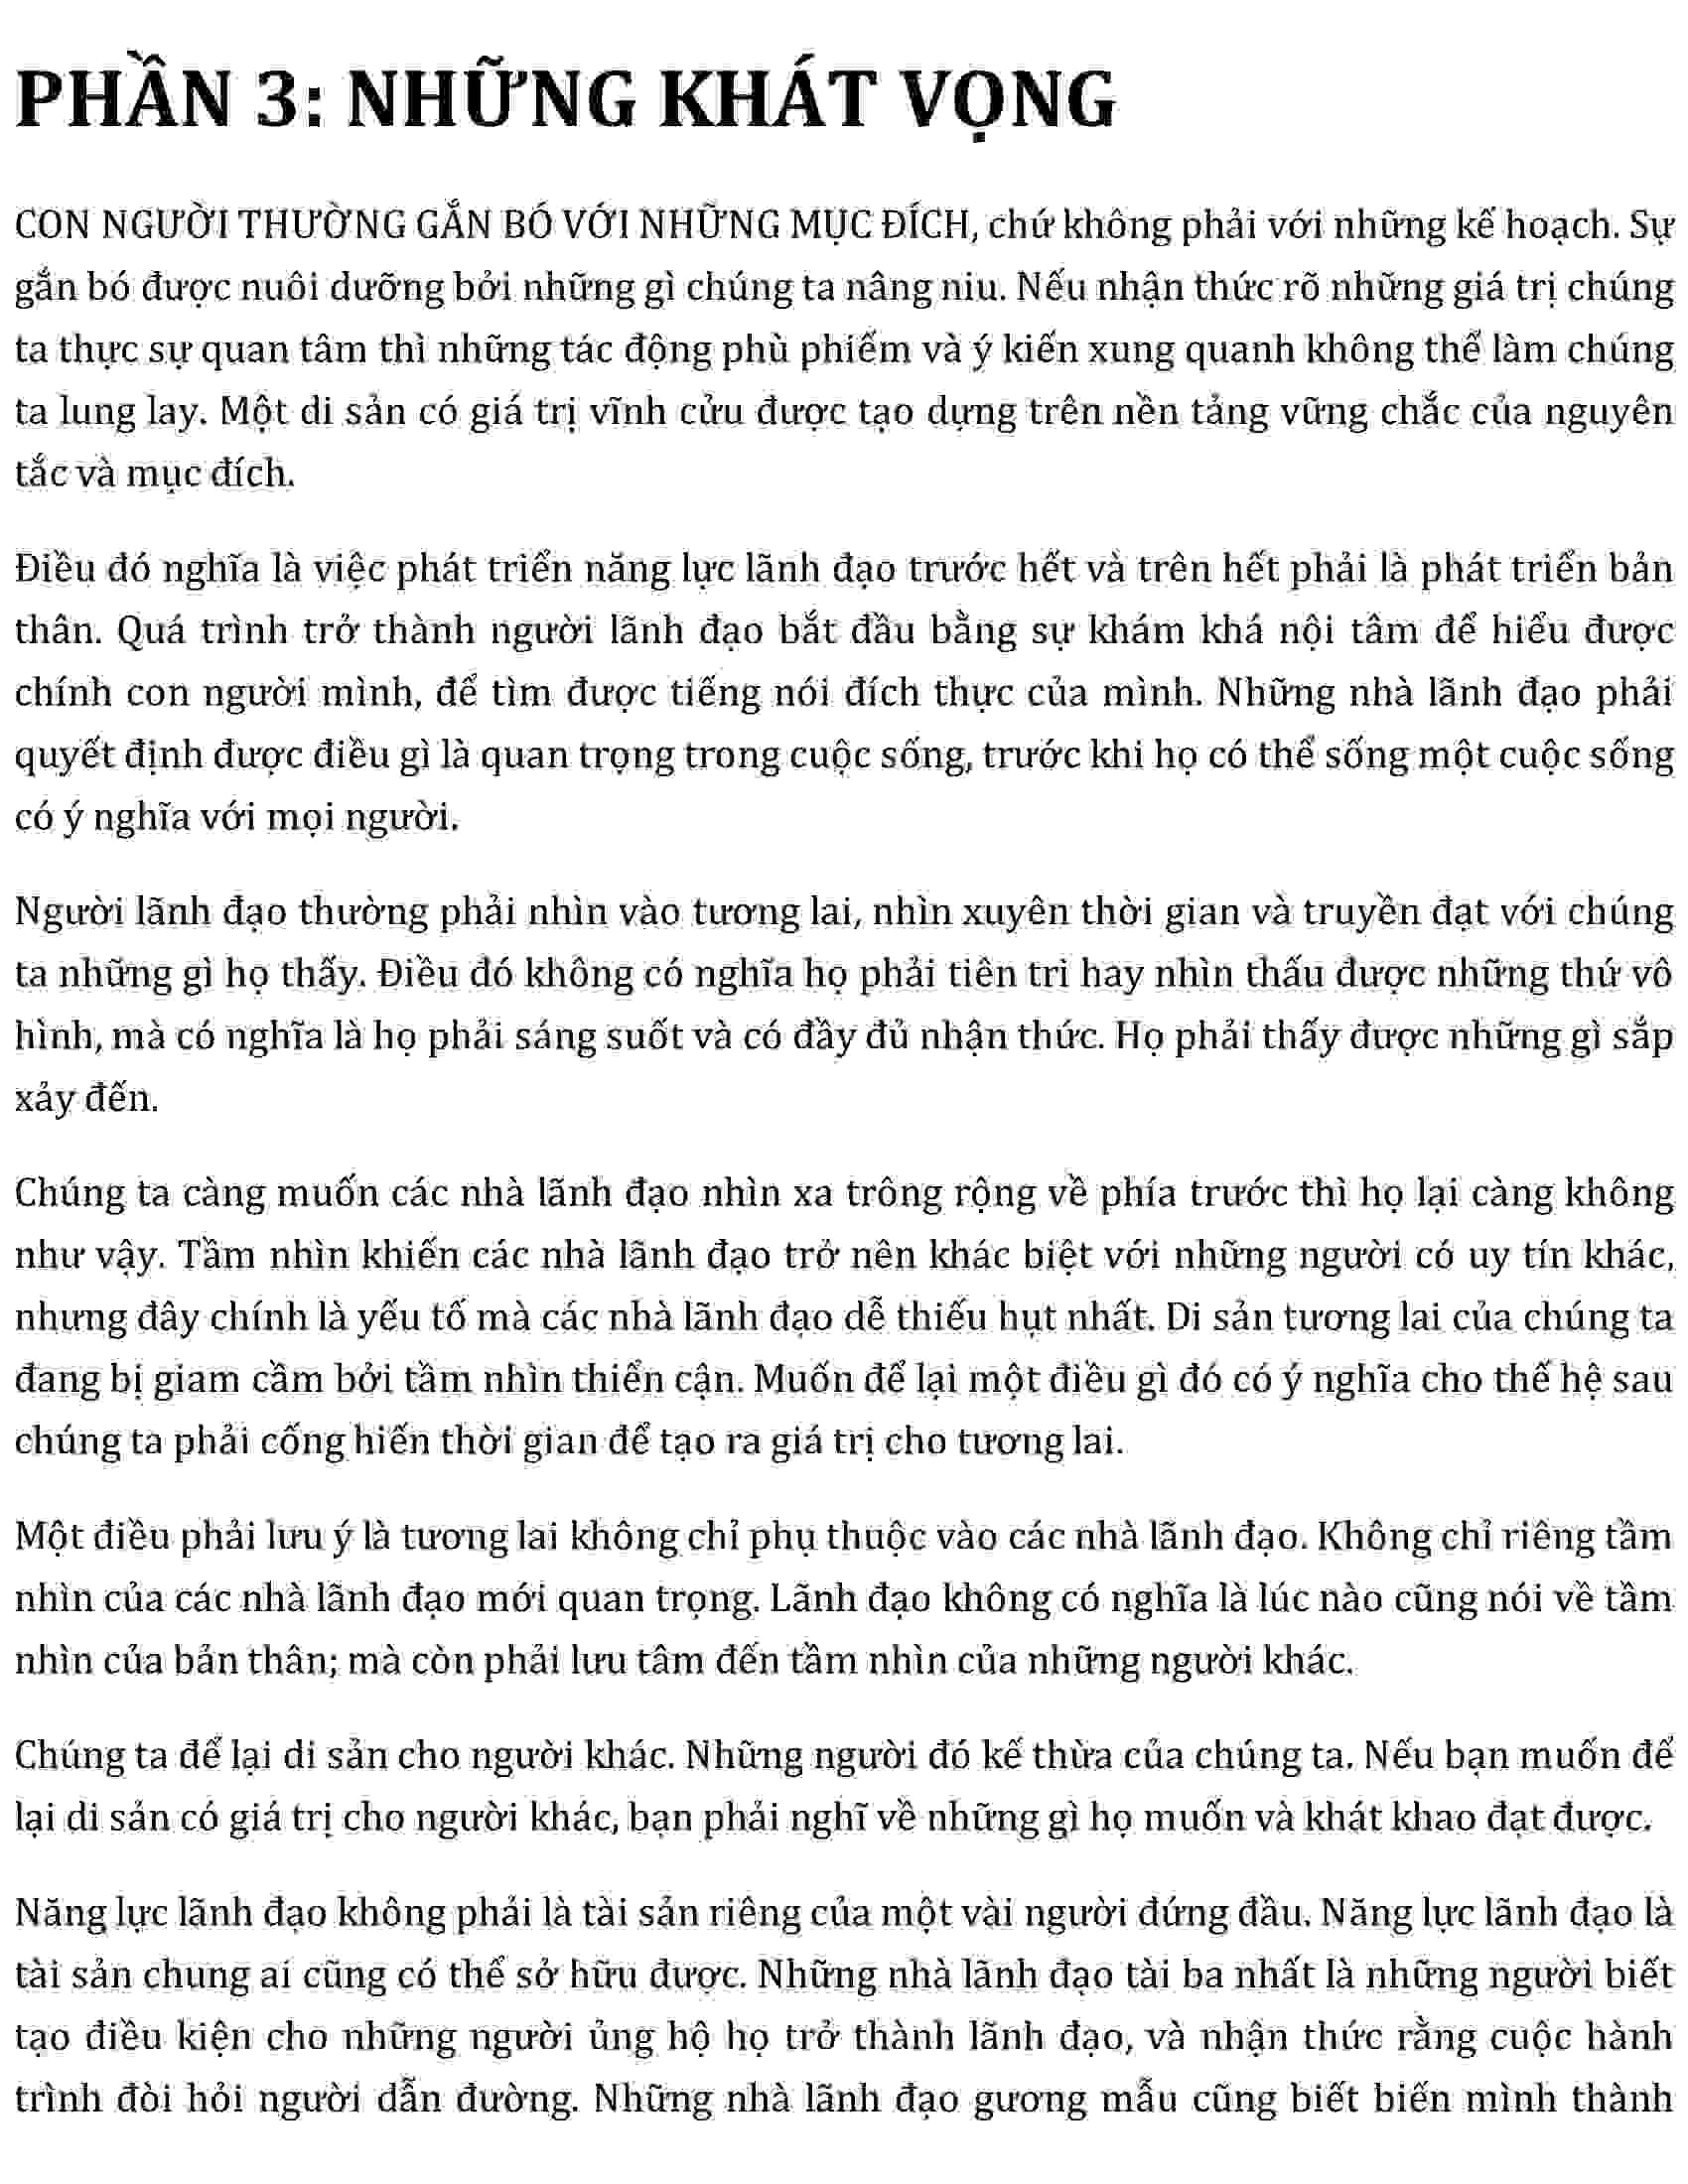 PHẦN 3: NHỮNG KHÁT VỌNG
CON NGƯỜI THƯỜNG GẮN BÓ VỚI NHỮNG MỤC ĐÍCH, chứ không phải với những kế hoạch. Sự
gắn bó được nuôi dưỡng bởi những gì chúng ta nâng niu. Nếu nhận thức rõ những giá trị chúng
ta thực sự quan tâm thì những tác động phù phiếm và ý kiến xung quanh không thể làm chúng
ta lung lay. Một di sản có giá trị vĩnh cửu được tạo dựng trên nền tảng vững chắc của nguyên
tắc và mục đích.
Điều đó nghĩa là việc phát triển năng lực lãnh đạo trước hết và trên hết phải là phát triển bản
thân. Quá trình trở thành người lãnh đạo bắt đầu bằng sự khám khá nội tâm để hiểu được
chính con người mình, để tìm được tiếng nói đích thực của mình. Những nhà lãnh đạo phải
quyết định được điều gì là quan trọng trong cuộc sống, trước khi họ có thể sống một cuộc sống
có ý nghĩa với mọi người.
Người lãnh đạo thường phải nhìn vào tương lai, nhìn xuyên thời gian và truyền đạt với chúng
ta những gì họ thấy. Điều đó không có nghĩa họ phải tiên tri hay nhìn thấu được những thứ vô
hình, mà có nghĩa là họ phải sáng suốt và có đầy đủ nhận thức. Họ phải thấy được những gì sắp
xảy đến.
Chúng ta càng muốn các nhà lãnh đạo nhìn xa trông rộng về phía trước thì họ lại càng không
như vậy. Tầm nhìn khiến các nhà lãnh đạo trở nên khác biệt với những người có uy tín khác,
nhưng đây chính là yếu tố mà các nhà lãnh đạo dễ thiếu hụt nhất. Di sản tương lai của chúng ta
đang bị giam cầm bởi tầm nhìn thiển cận. Muốn để lại một điều gì đó có ý nghĩa cho thế hệ sau
chúng ta phải cống hiến thời gian để tạo ra giá trị cho tương lai.
Một điều phải lưu ý là tương lai không chỉ phụ thuộc vào các nhà lãnh đạo. Không chỉ riêng tầm
nhìn của các nhà lãnh đạo mới quan trọng. Lãnh đạo không có nghĩa là lúc nào cũng nói về tầm
nhìn của bản thân; mà còn phải lưu tâm đến tầm nhìn của những người khác.
Chúng ta để lại di sản cho người khác. Những người đó kế thừa của chúng ta. Nếu bạn muốn để
lại di sản có giá trị cho người khác, bạn phải nghĩ về những gì họ muốn và khát khao đạt được.
Năng lực lãnh đạo không phải là tài sản riêng của một vài người đứng đầu. Năng lực lãnh đạo là
tài sản chung ai cũng có thể sở hữu được. Những nhà lãnh đạo tài ba nhất là những người biết
tạo điều kiện cho những người ủng hộ họ trở thành lãnh đạo, và nhận thức rằng cuộc hành
trình đòi hỏi người dẫn đường. Những nhà lãnh đạo gương mẫu cũng biết biến mình thành